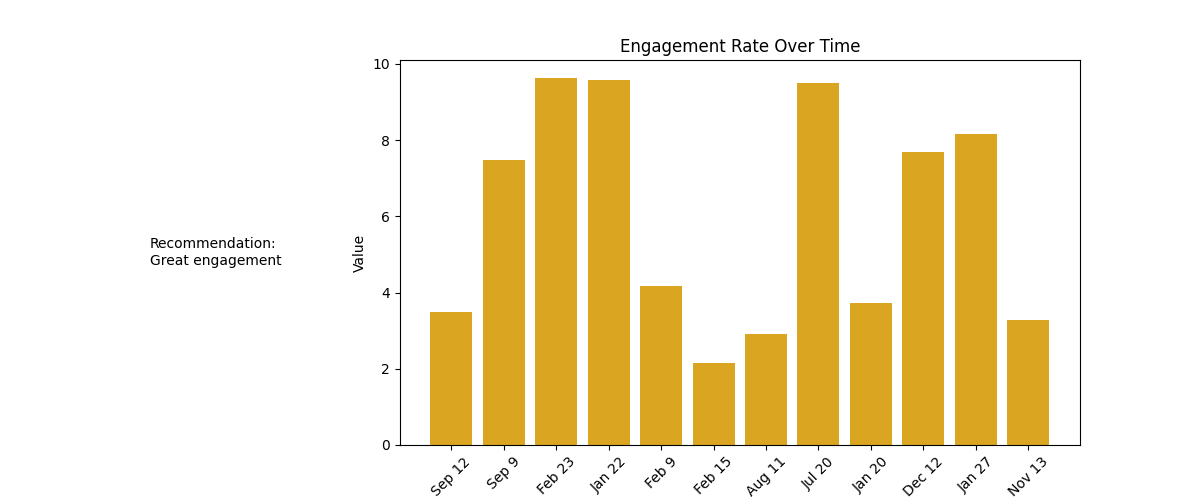 Engagement Rate Over Time
Recommendation:
Great engagement
Value
10
8
6
4
2
0
Sep 12
Sep 9
Feb 23
Jan 22
Feb 9
Feb 15
Aug 11
Jul 20
Jan 20
Dec 12
Jan 27
Nov 13